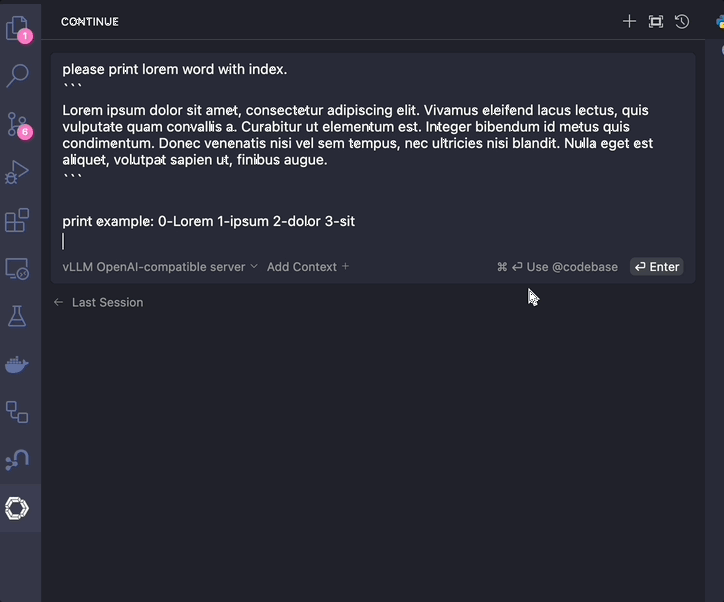 CONTINUE
1
6
please print lorem word with index.
```
Lorem ipsum dolor sit amet, consectetur adipiscing elit. Vivamus eleifend lacus lectus, quis
vulputate quam convallis a. Curabitur ut elementum est. Integer bibendum id metus quis
condimentum. Donec venenatis nisi vel sem tempus, nec ultricies nisi blandit. Nulla eget est
aliquet, volutpat sapien ut, finibus augue.
```
print example: 0-Lorem 1-ipsum 2-dolor 3-sit
vLLM OpenAI-compatible server Add Context + ⌘ ⏎ Use @codebase ⏎ Enter
← Last Session